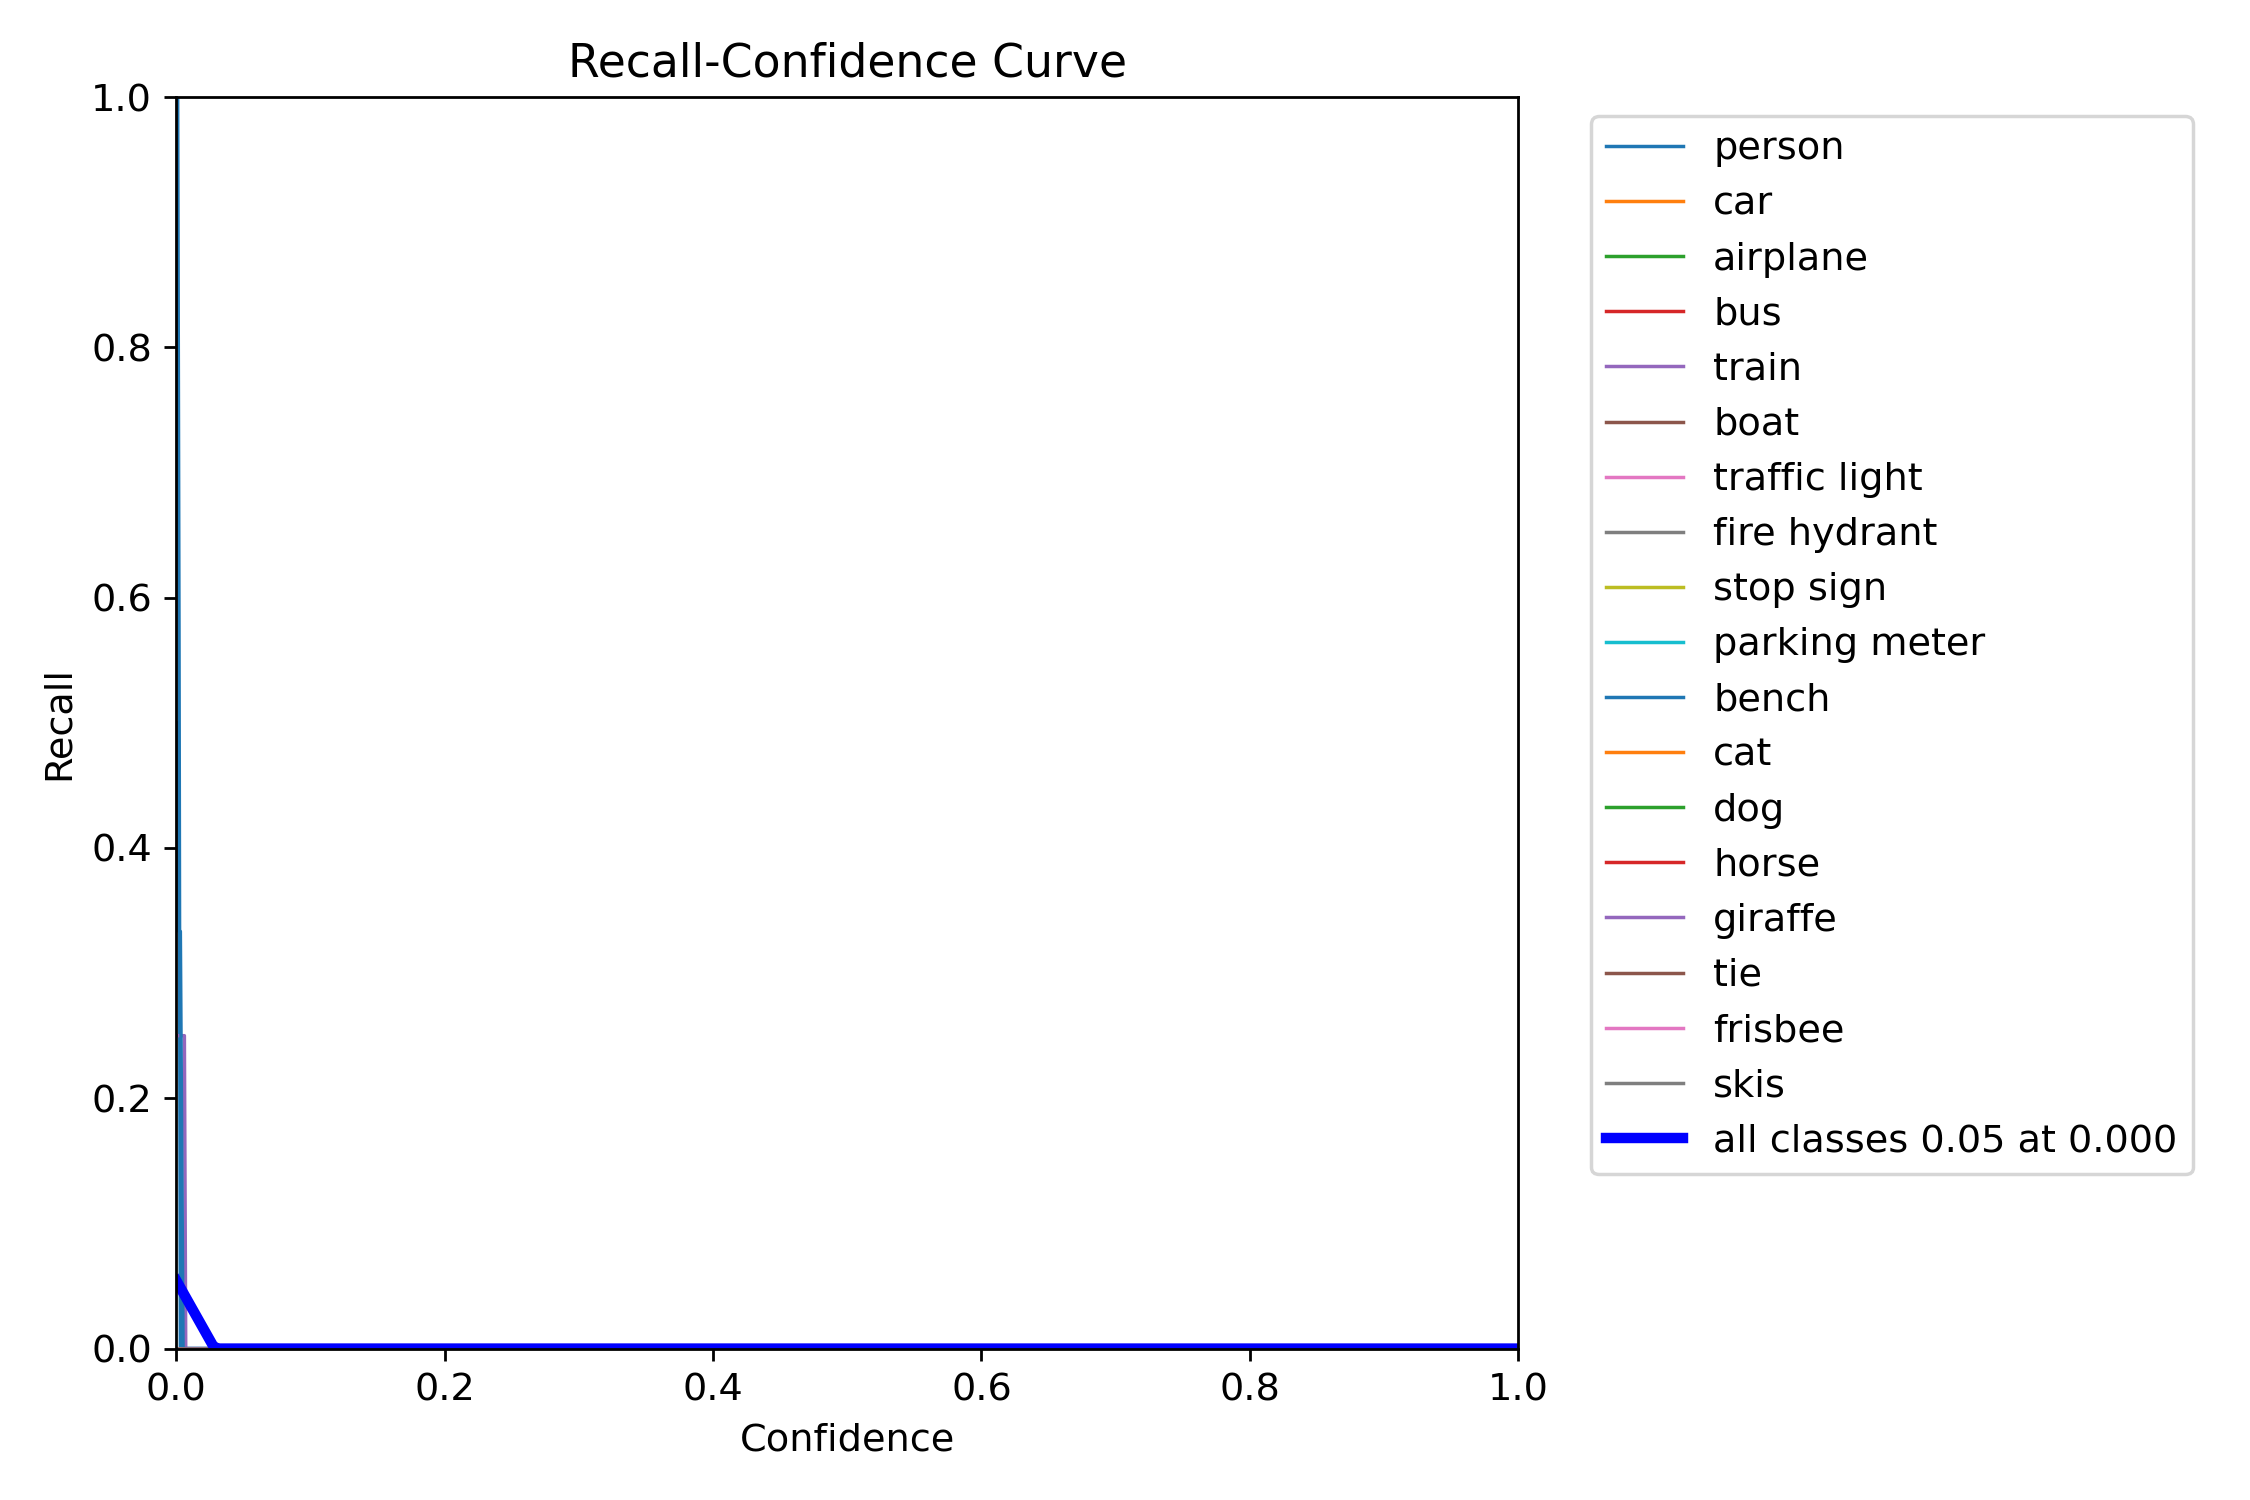 Recall-Confidence Curve
1.0
0.8
0.6
0.4
0.2
0.0
Recall
0.0 0.2 0.4 0.6 0.8 1.0
Confidence
person
car
airplane
bus
train
boat
traffic light
fire hydrant
stop sign
parking meter
bench
cat
dog
horse
giraffe
tie
frisbee
skis
all classes 0.05 at 0.000